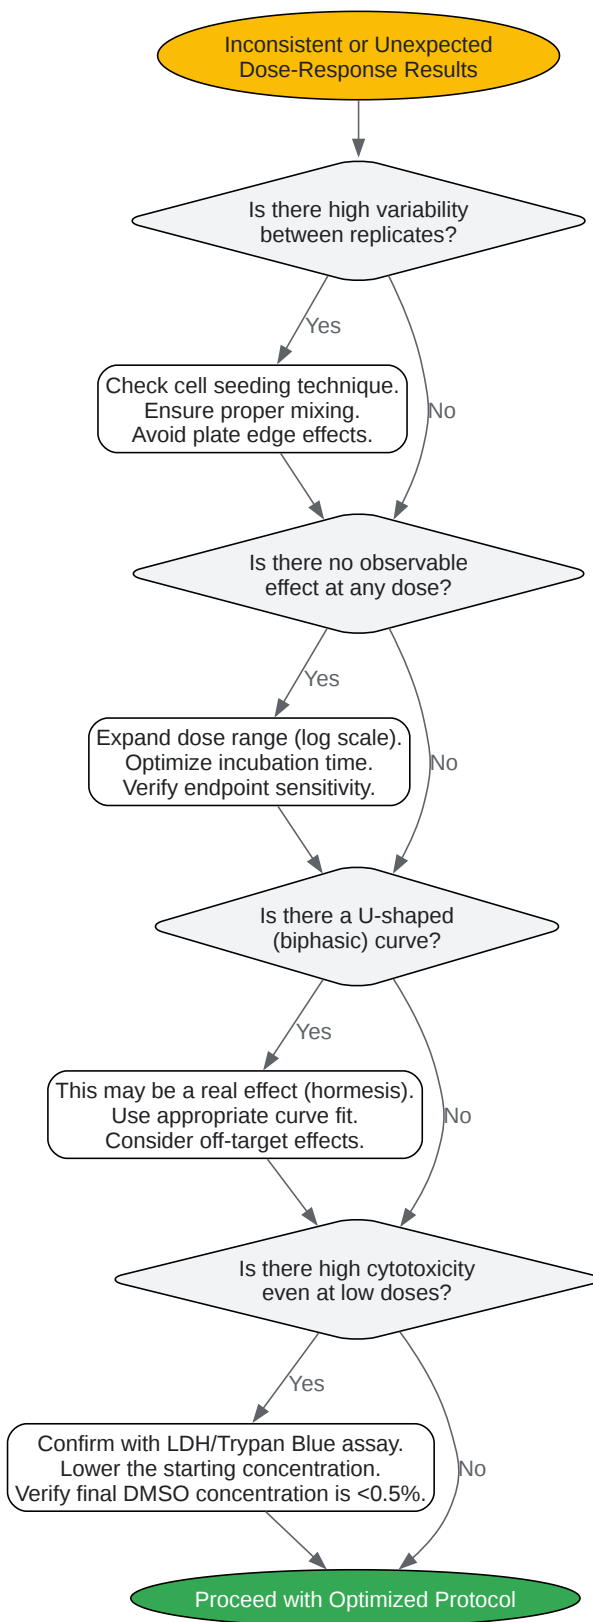 Inconsistent or Unexpected
Dose-Response Results
Is there high variability
between replicates?
Yes
Check cell seeding technique.
Ensure proper mixing.
Avoid plate edge effects.
No
Is there no observable
effect at any dose?
Yes
Expand dose range (log scale).
Optimize incubation time.
Verify endpoint sensitivity.
No
Is there a U-shaped
(biphasic) curve?
Yes
This may be a real effect (hormesis).
Use appropriate curve fit.
Consider off-target effects.
No
Is there high cytotoxicity
even at low doses?
Yes
Confirm with LDH/Trypan Blue assay.
Lower the starting concentration.
Verify final DMSO concentration is <0.5%.
No
Proceed with Optimized Protocol